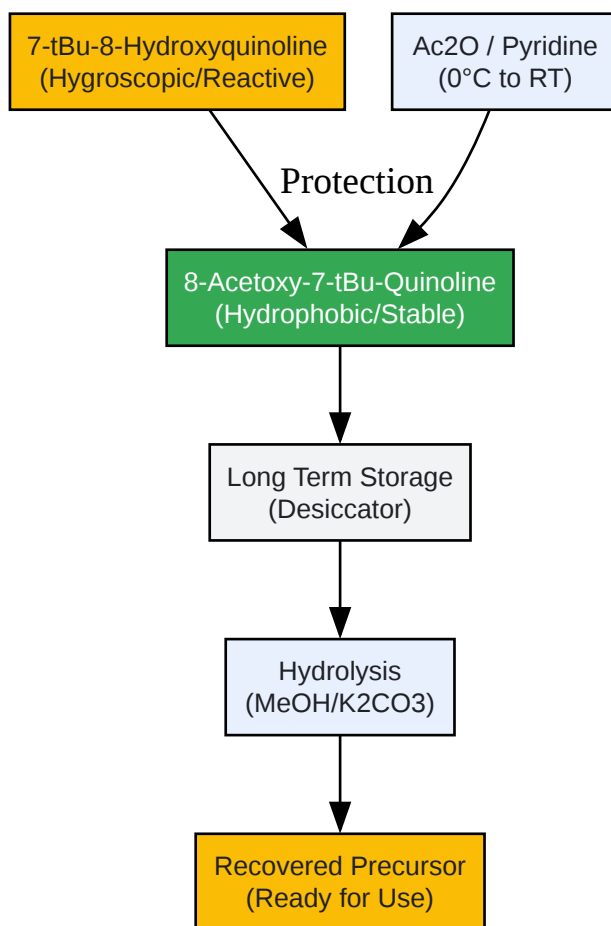 7-tBu-8-Hydroxyquinoline
(Hygroscopic/Reactive)
Ac2O / Pyridine
(0°C to RT)
Protection
8-Acetoxy-7-tBu-Quinoline
(Hydrophobic/Stable)
Long Term Storage
(Desiccator)
Hydrolysis
(MeOH/K2CO3)
Recovered Precursor
(Ready for Use)